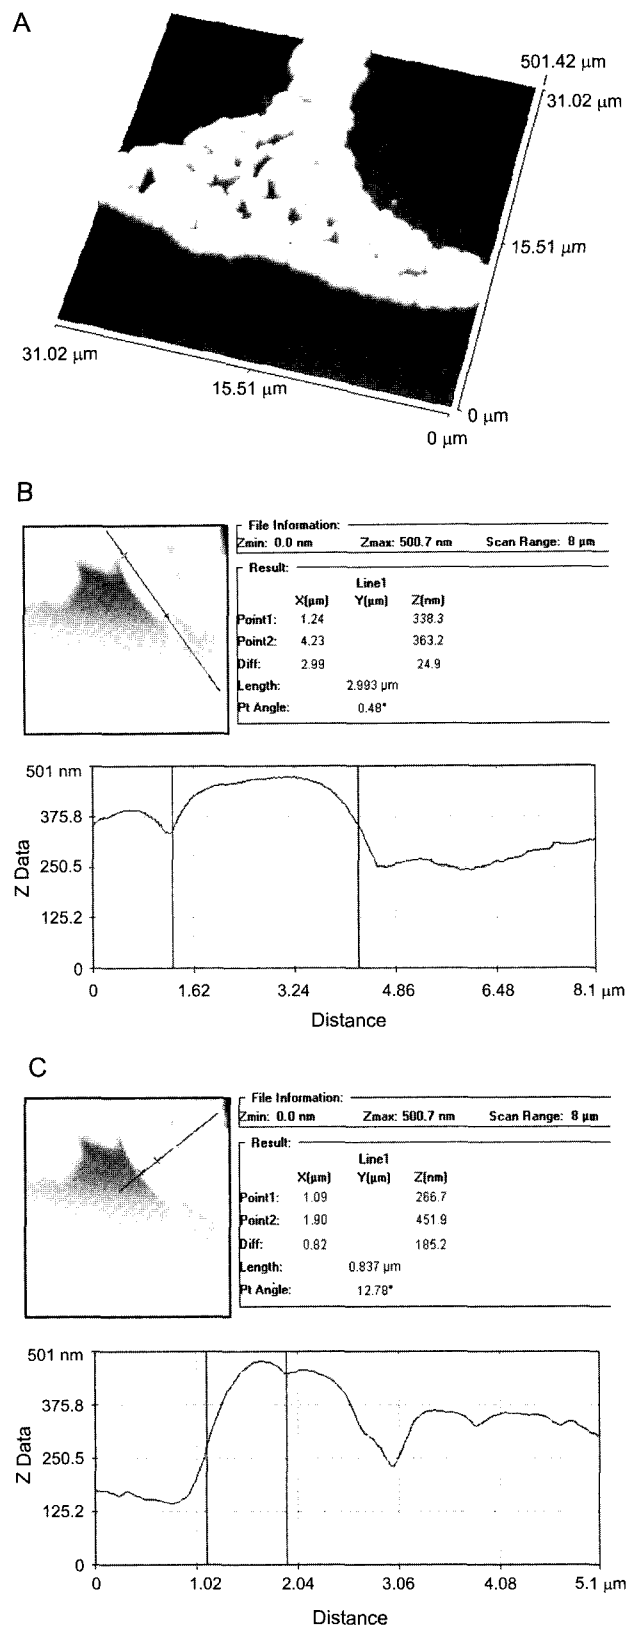 A
501.42 µm
31.02 µm
15.51 µm
0 µm
31.02 µm
15.51 µm
0 µm
B
File Information:
Zmin: 0.0 nm Zmax: 500.7 nm Scan Range: 8 µm
Result:
Line1
X(µm) Y(µm) Z(nm)
Point1: 1.24 338.3
Point2: 4.23 363.2
Diff: 2.99 24.9
Length: 2.993 µm
Pt Angle: 0.48°
501 nm
375.8
250.5
125.2
0
Z Data
0 1.62 3.24 4.86 6.48 8.1 µm
Distance
C
File Information:
Zmin: 0.0 nm Zmax: 500.7 nm Scan Range: 8 µm
Result:
Line1
X(µm) Y(µm) Z(nm)
Point1: 1.09 266.7
Point2: 1.90 451.9
Diff: 0.82 185.2
Length: 0.837 µm
Pt Angle: 12.78°
501 nm
375.8
250.5
125.2
0
Z Data
0 1.02 2.04 3.06 4.08 5.1 µm
Distance